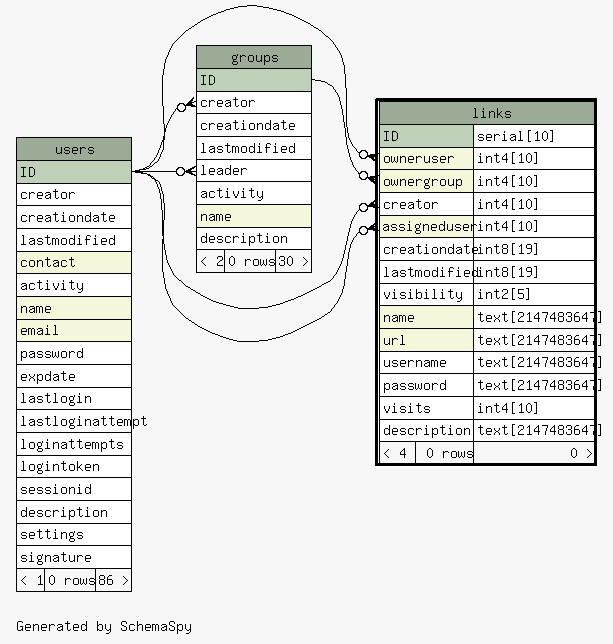 groups
ID
creator
creationdate
lastmodified
leader
activity
name
description
< 2 0 rows 30 >
links
ID serial[10]
owneruser int4[10]
ownergroup int4[10]
creator int4[10]
assigneduser int4[10]
creationdate int8[19]
lastmodified int8[19]
visibility int2[5]
name text[2147483647]
url text[2147483647]
username text[2147483647]
password text[2147483647]
visits int4[10]
description text[2147483647]
< 4 0 rows 0 >
users
ID
creator
creationdate
lastmodified
contact
activity
name
email
password
expdate
lastlogin
lastloginattempt
loginattempts
logintoken
sessionid
description
settings
signature
< 1 0 rows 86 >
Generated by SchemaSpy